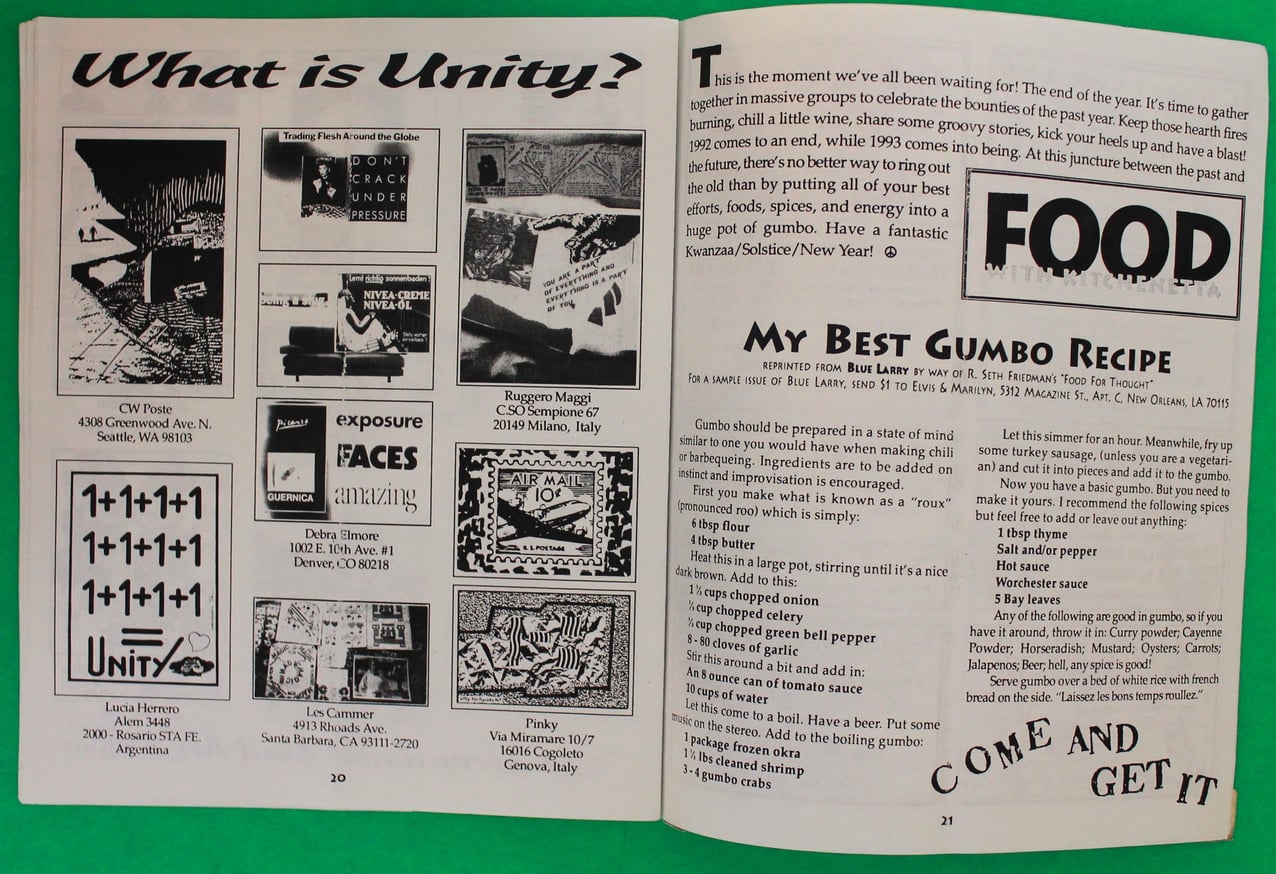 What is Unity?
CW Poste
4308 Greenwood Ave. N.
Seattle, WA 98103
1+1+1+1
1+1+1+1
1+1+1+1
=
UNiTY
Lucia Herrero
Alem 3448
2000 - Rosario STA FE.
Argentina
Trading Flesh Around the Globe
DON'T
CRACK
UNDER
PRESSURE
Lernt richtig sonnenbaden
NIVEA-CREME
NIVEA-ÖL
picasso
GUERNICA
exposure
FACES
amazing
Debra Elmore
1002 E. 10th Ave. #1
Denver, CO 80218
Les Cammer
4913 Rhoads Ave.
Santa Barbara, CA 93111-2720
YOU ARE A PART
OF EVERYTHING AND
EVERYTHING IS A PART
OF YOU
Ruggero Maggi
C.SO Sempione 67
20149 Milano, Italy
AIR MAIL
10¢
U.S. POSTAGE
Pinky
Via Miramare 10/7
16016 Cogoleto
Genova, Italy
20
This is the moment we've all been waiting for! The end of the year. It's time to gather
together in massive groups to celebrate the bounties of the past year. Keep those hearth fires
burning, chill a little wine, share some groovy stories, kick your heels up and have a blast!
1992 comes to an end, while 1993 comes into being. At this juncture between the past and
the future, there's no better way to ring out
the old than by putting all of your best
efforts, foods, spices, and energy into a
huge pot of gumbo. Have a fantastic
Kwanzaa/Solstice/New Year! ☮
FOOD
WITH KITCHENETTA
My Best Gumbo Recipe
REPRINTED FROM BLUE LARRY BY WAY OF R. SETH FRIEDMAN'S "FOOD FOR THOUGHT"
FOR A SAMPLE ISSUE OF BLUE LARRY, SEND $1 TO ELVIS & MARILYN, 5312 MAGAZINE ST., APT. C, NEW ORLEANS, LA 70115
Gumbo should be prepared in a state of mind
similar to one you would have when making chili
or barbequeing. Ingredients are to be added on
instinct and improvisation is encouraged.
First you make what is known as a "roux"
(pronounced roo) which is simply:
6 tbsp flour
4 tbsp butter
Heat this in a large pot, stirring until it's a nice
dark brown. Add to this:
1 ½ cups chopped onion
cup chopped celery
cup chopped green bell pepper
8 - 80 cloves of garlic
Stir this around a bit and add in:
An 8 ounce can of tomato sauce
10 cups of water
Let this come to a boil. Have a beer. Put some
music on the stereo. Add to the boiling gumbo:
1 package frozen okra
1 ½ lbs cleaned shrimp
3 - 4 gumbo crabs
Let this simmer for an hour. Meanwhile, fry up
some turkey sausage, (unless you are a vegetari-
an) and cut it into pieces and add it to the gumbo.
Now you have a basic gumbo. But you need to
make it yours. I recommend the following spices
but feel free to add or leave out anything:
1 tbsp thyme
Salt and/or pepper
Hot sauce
Worchester sauce
5 Bay leaves
Any of the following are good in gumbo, so if you
have it around, throw it in: Curry powder; Cayenne
Powder; Horseradish; Mustard; Oysters; Carrots;
Jalapenos; Beer; hell, any spice is good!
Serve gumbo over a bed of white rice with french
bread on the side. "Laissez les bons temps roullez."
COME AND
GET IT
21